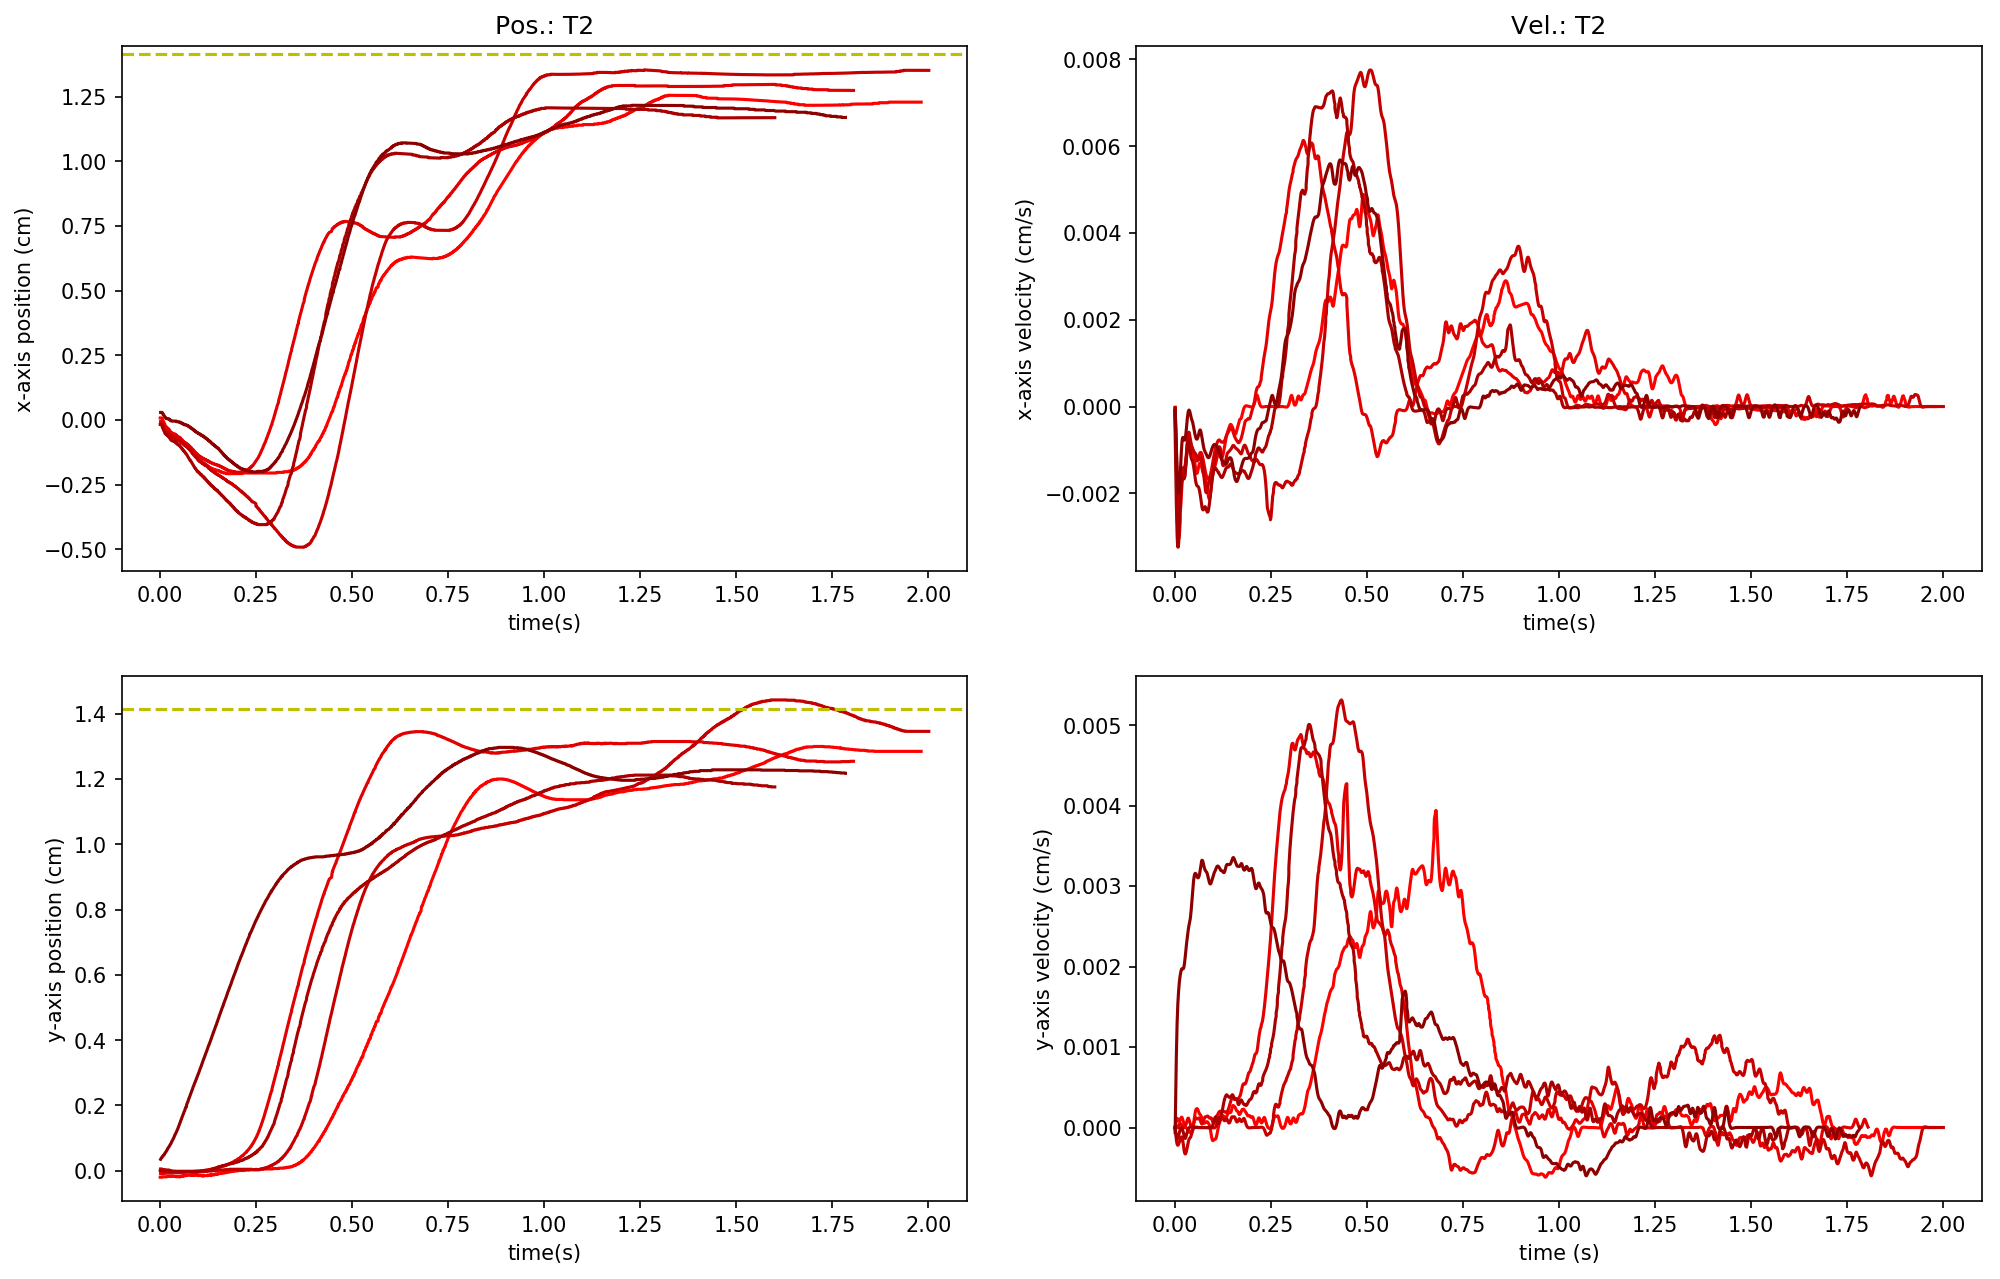 Pos.: T2
x-axis position (cm)
1.25
1.00
0.75
0.50
0.25
0.00
−0.25
−0.50
0.00 0.25 0.50 0.75 1.00 1.25 1.50 1.75 2.00
time(s)
Vel.: T2
x-axis velocity (cm/s)
0.008
0.006
0.004
0.002
0.000
−0.002
0.00 0.25 0.50 0.75 1.00 1.25 1.50 1.75 2.00
time(s)
y-axis position (cm)
1.4
1.2
1.0
0.8
0.6
0.4
0.2
0.0
0.00 0.25 0.50 0.75 1.00 1.25 1.50 1.75 2.00
time(s)
y-axis velocity (cm/s)
0.005
0.004
0.003
0.002
0.001
0.000
0.00 0.25 0.50 0.75 1.00 1.25 1.50 1.75 2.00
time (s)